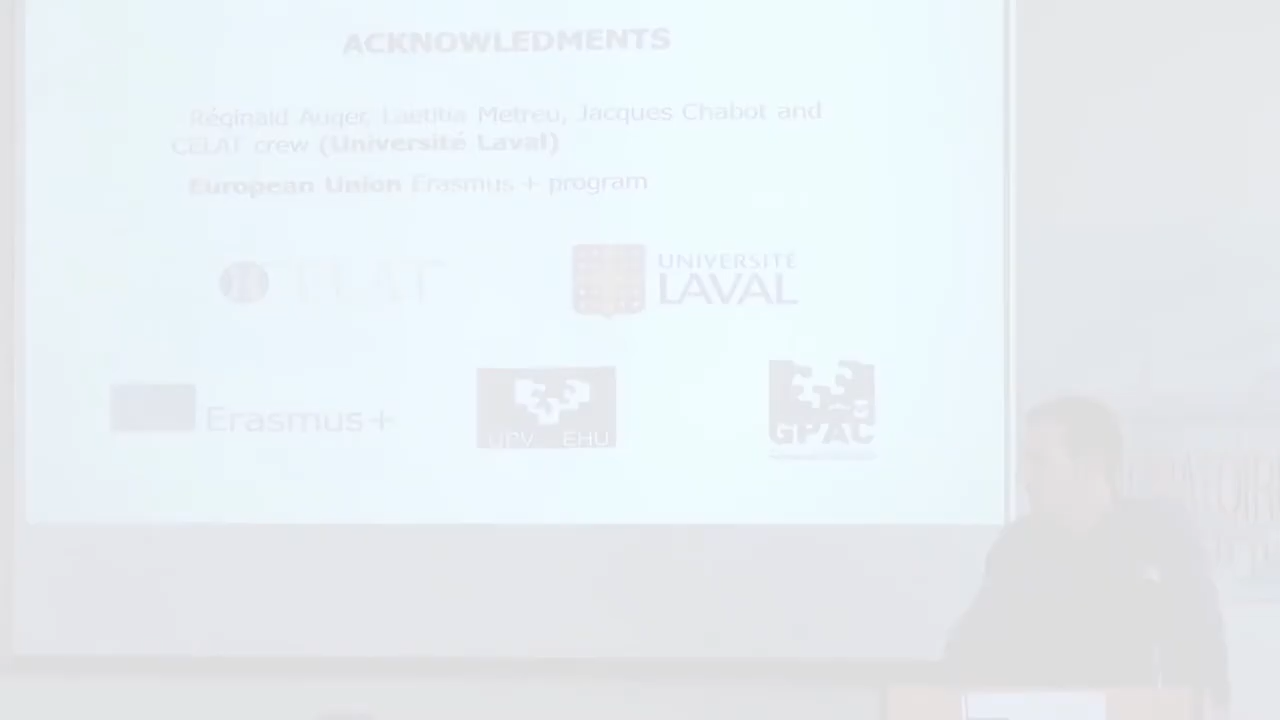 ACKNOWLEDMENTS
Réginald Auger, Laetitia Metreu, Jacques Chabot and
CELAT crew (Université Laval)
European Union Erasmus + program
CELAT
UNIVERSITÉ
LAVAL
Erasmus+
UPV EHU
GPAC